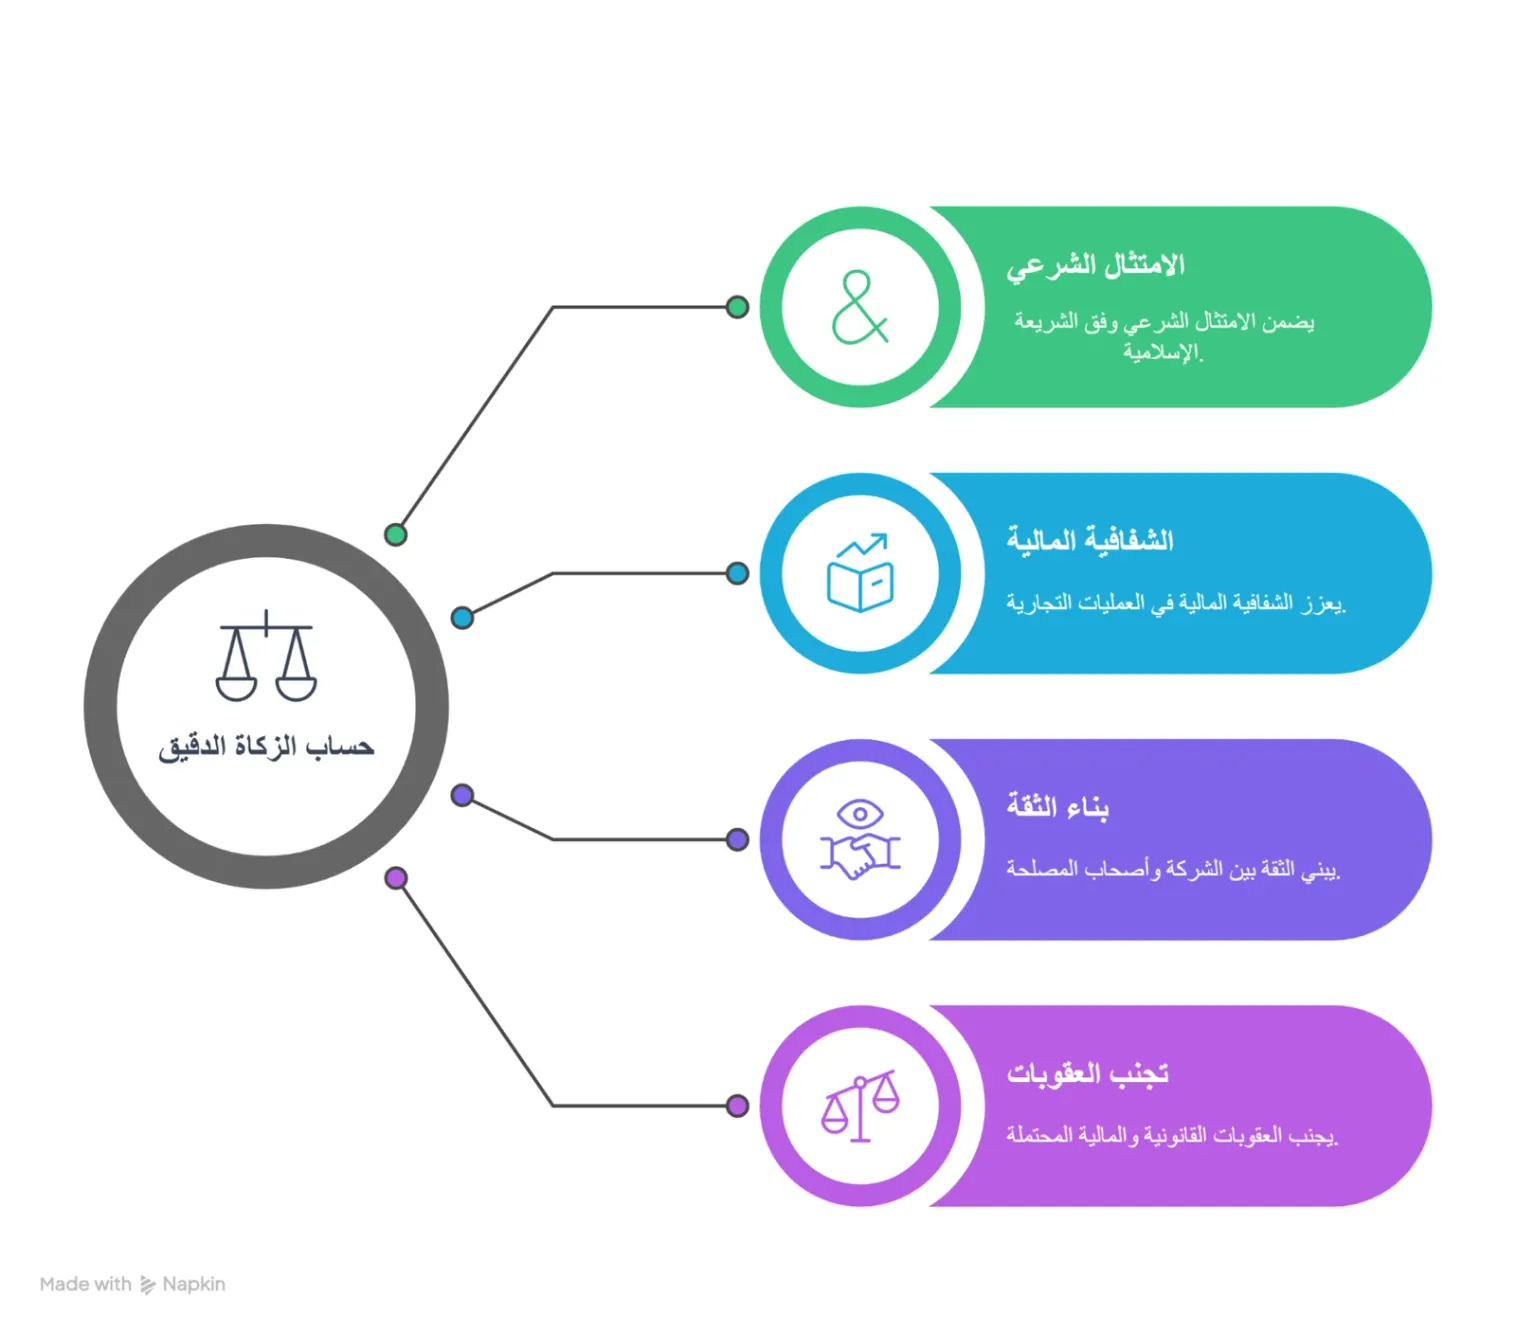 حساب الزكاة الدقيق
الامتثال الشرعي
يضمن الامتثال الشرعي وفق الشريعة
الإسلامية.
الشفافية المالية
يعزز الشفافية المالية في العمليات التجارية.
بناء الثقة
يبني الثقة بين الشركة وأصحاب المصلحة.
تجنب العقوبات
يجنب العقوبات القانونية والمالية المحتملة.
Made with Napkin